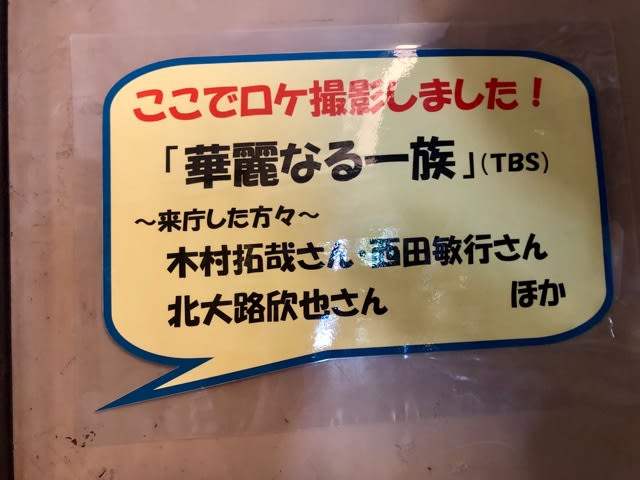 ここでロケ撮影しました！
「華麗なる一族」(TBS)
～来庁した方々～
木村拓哉さん・西田敏行さん
北大路欣也さん ほか